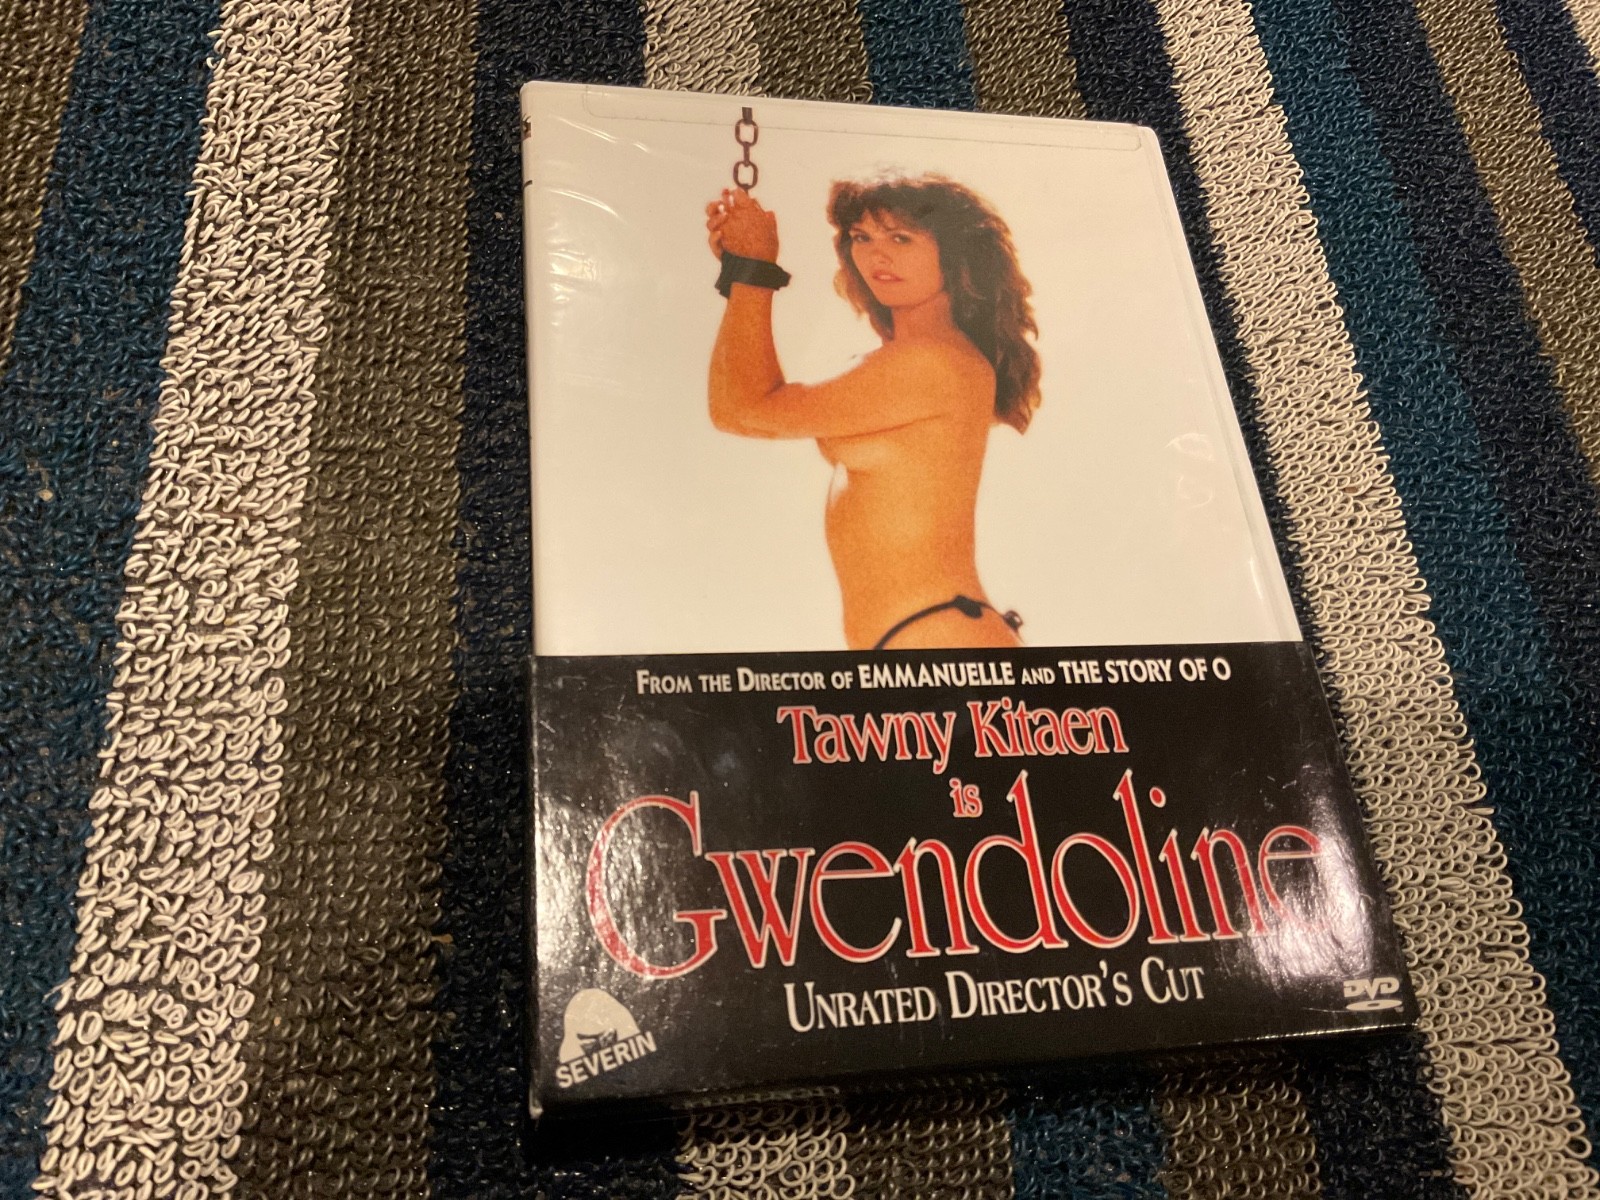 FROM THE DIRECTOR OF EMMANUELLE AND THE STORY OF O
Tawny Kitaen
is
Gwendoline
UNRATED DIRECTOR'S CUT
SEVERIN
DVD